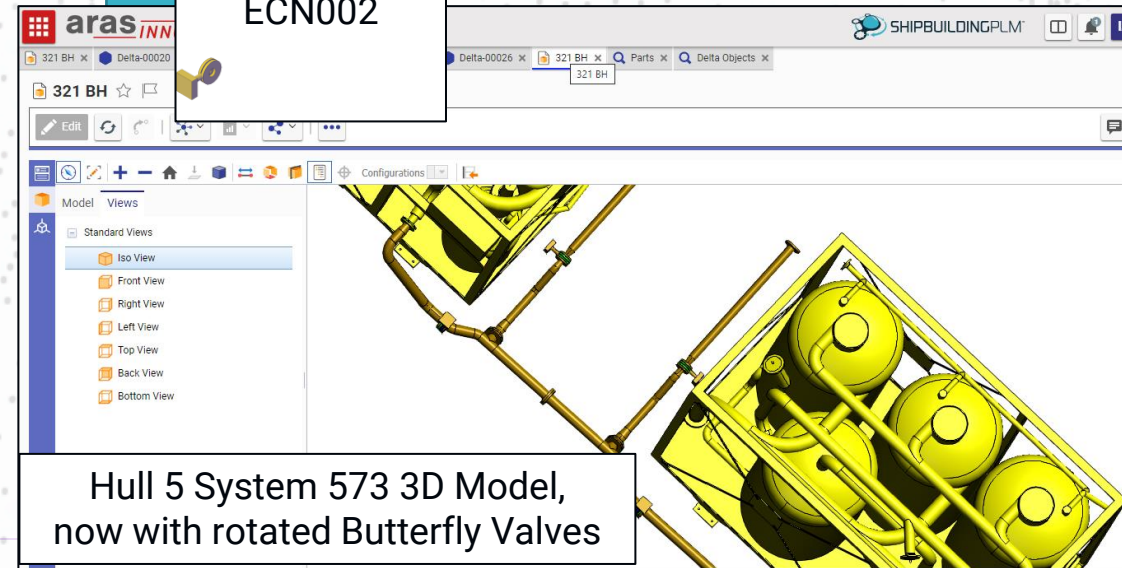 ECN002
aras INN
SHIPBUILDINGPLM
321 BH
Delta-00020
Delta-00026
321 BH
Parts
Delta Objects
321 BH
321 BH
Edit
Configurations
Model
Views
Standard Views
Iso View
Front View
Right View
Left View
Top View
Back View
Bottom View
Hull 5 System 573 3D Model,
now with rotated Butterfly Valves